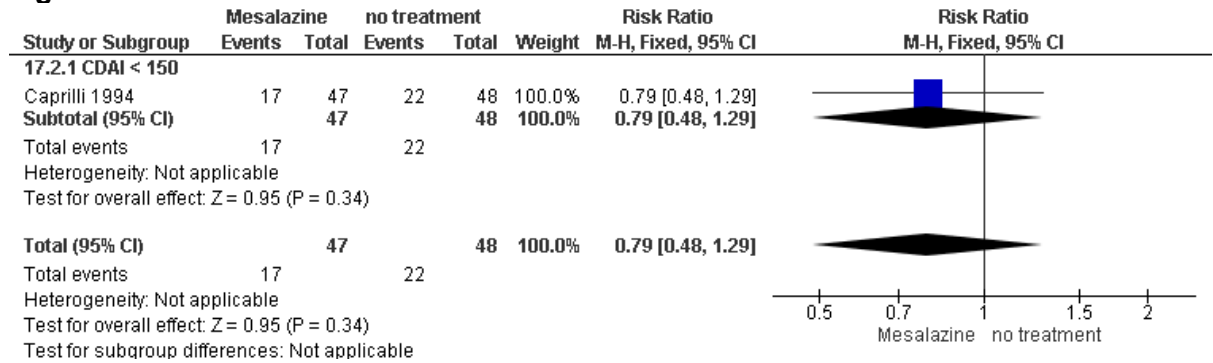 Mesalazine no treatment Risk Ratio Risk Ratio
Study or Subgroup Events Total Events Total Weight M-H, Fixed, 95% CI M-H, Fixed, 95% CI
17.2.1 CDAI < 150
Caprilli 1994 17 47 22 48 100.0% 0.79 [0.48, 1.29]
Subtotal (95% CI) 47 48 100.0% 0.79 [0.48, 1.29]
Total events 17 22
Heterogeneity: Not applicable
Test for overall effect: Z = 0.95 (P = 0.34)
Total (95% CI) 47 48 100.0% 0.79 [0.48, 1.29]
Total events 17 22
Heterogeneity: Not applicable
Test for overall effect: Z = 0.95 (P = 0.34)
Test for subgroup differences: Not applicable
0.5 0.7 1 1.5 2
Mesalazine no treatment